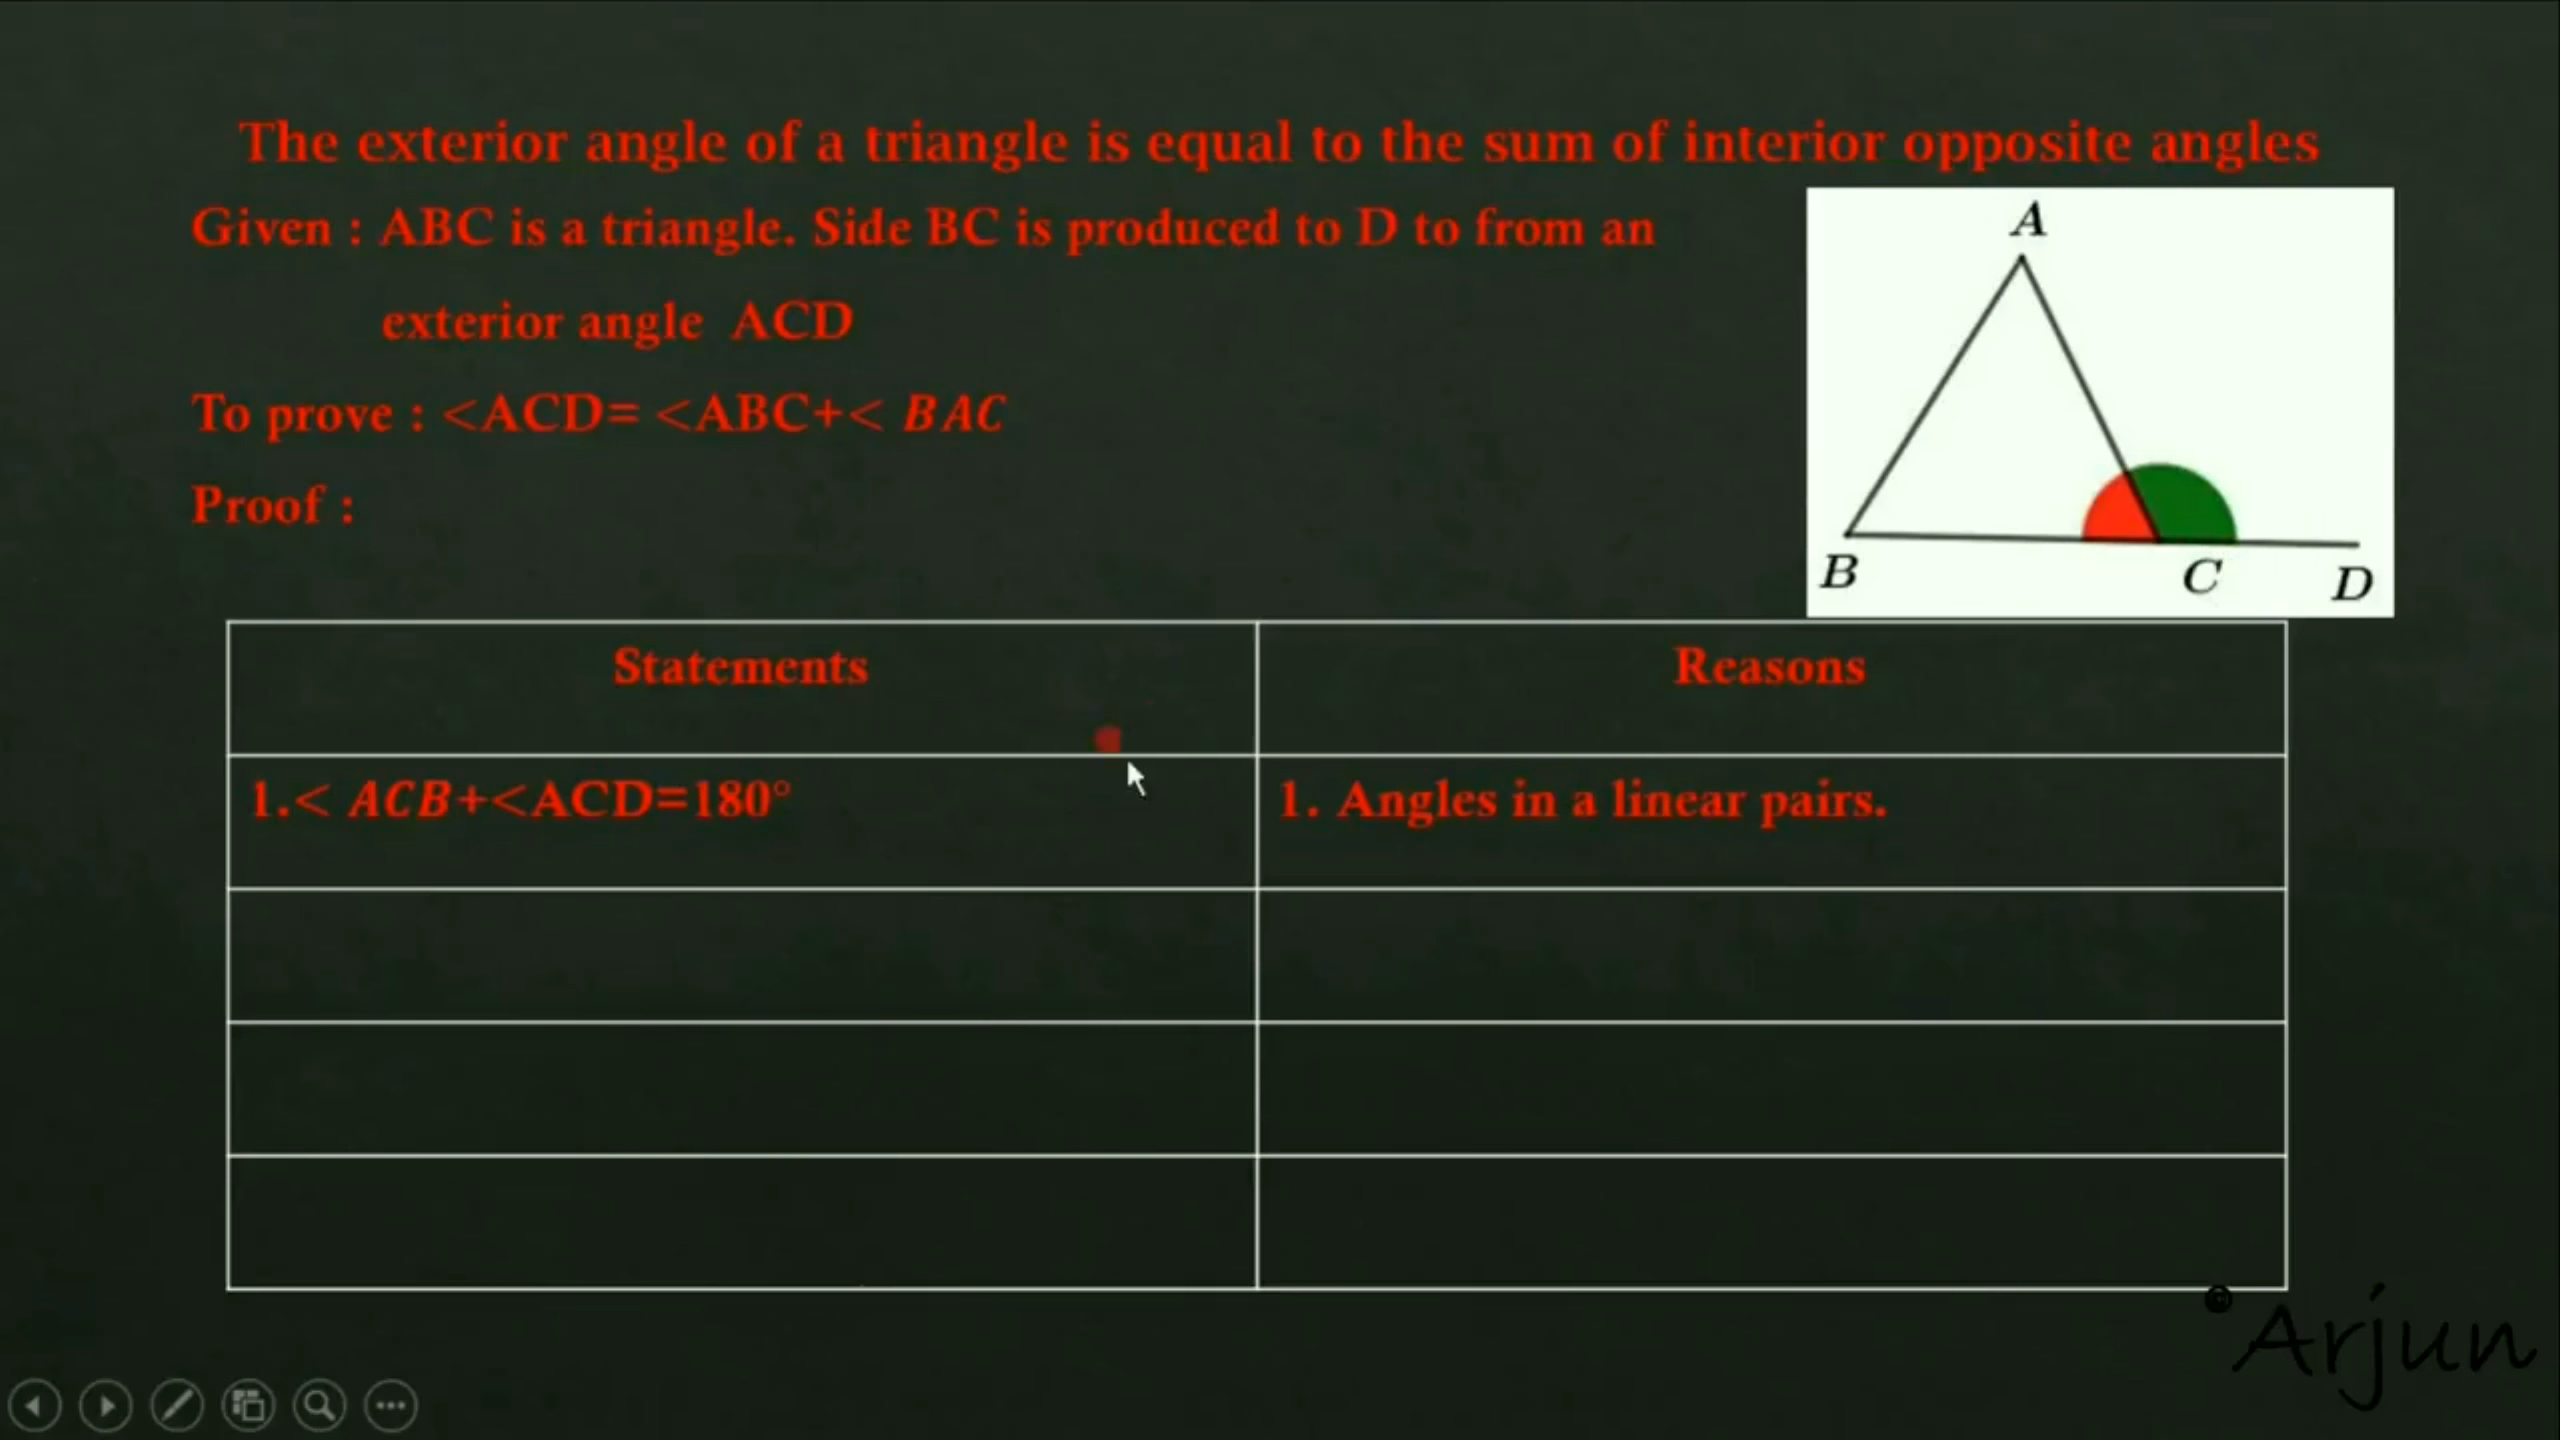 The exterior angle of a triangle is equal to the sum of interior opposite angles
Given : ABC is a triangle. Side BC is produced to D to from an
exterior angle ACD
To prove : <ACD= <ABC+< BAC
Proof :
A
B
C
D
Statements
Reasons
1.< ACB+<ACD=180°
1. Angles in a linear pairs.
Arjun